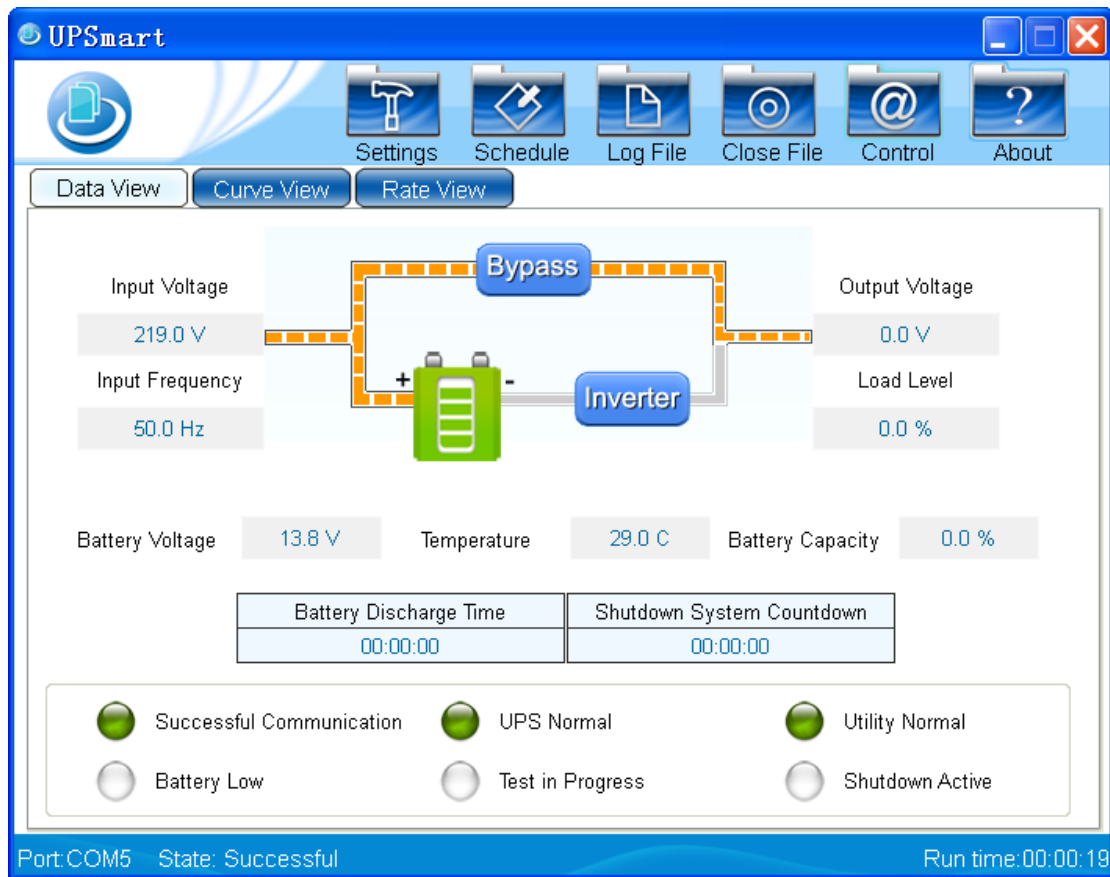 UPSmart
Settings Schedule Log File Close File Control About
Data View Curve View Rate View
Bypass
Input Voltage Output Voltage
219.0 V 0.0 V
Input Frequency + - Load Level
Inverter
50.0 Hz 0.0 %
Battery Voltage 13.8 V Temperature 29.0 C Battery Capacity 0.0 %
Battery Discharge Time Shutdown System Countdown
00:00:00 00:00:00
Successful Communication UPS Normal Utility Normal
Battery Low Test in Progress Shutdown Active
Port:COM5 State: Successful Run time:00:00:19